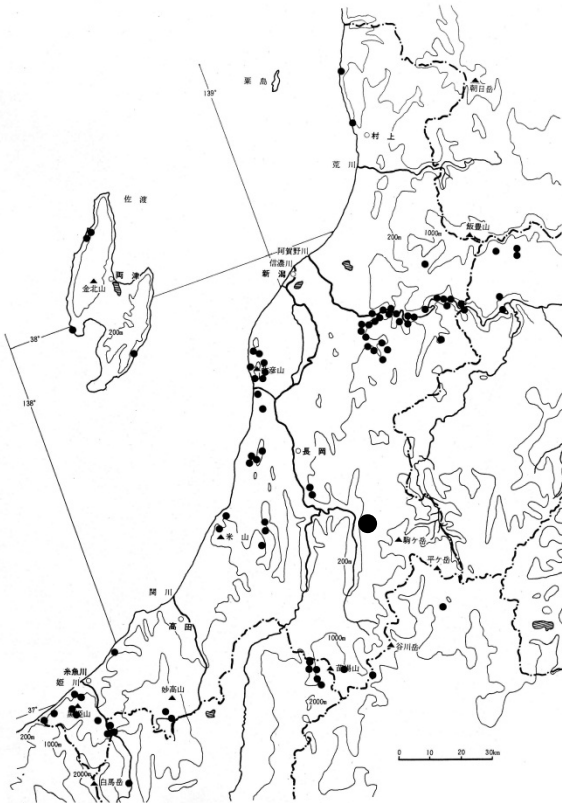 粟島
139°
朝日岳
村上
荒川
佐渡
両津
金北山
200m
38°
138°
阿賀野川
信濃川
新潟
200m
1000m
飯豊山
弥彦山
長岡
米山
駒ケ岳
平ケ岳
200m
関川
高田
1000m
苗場山
谷川岳
2000m
糸魚川
姫川
妙高山
37°
200m
1000m
2000m
白馬岳
0 10 20 30km